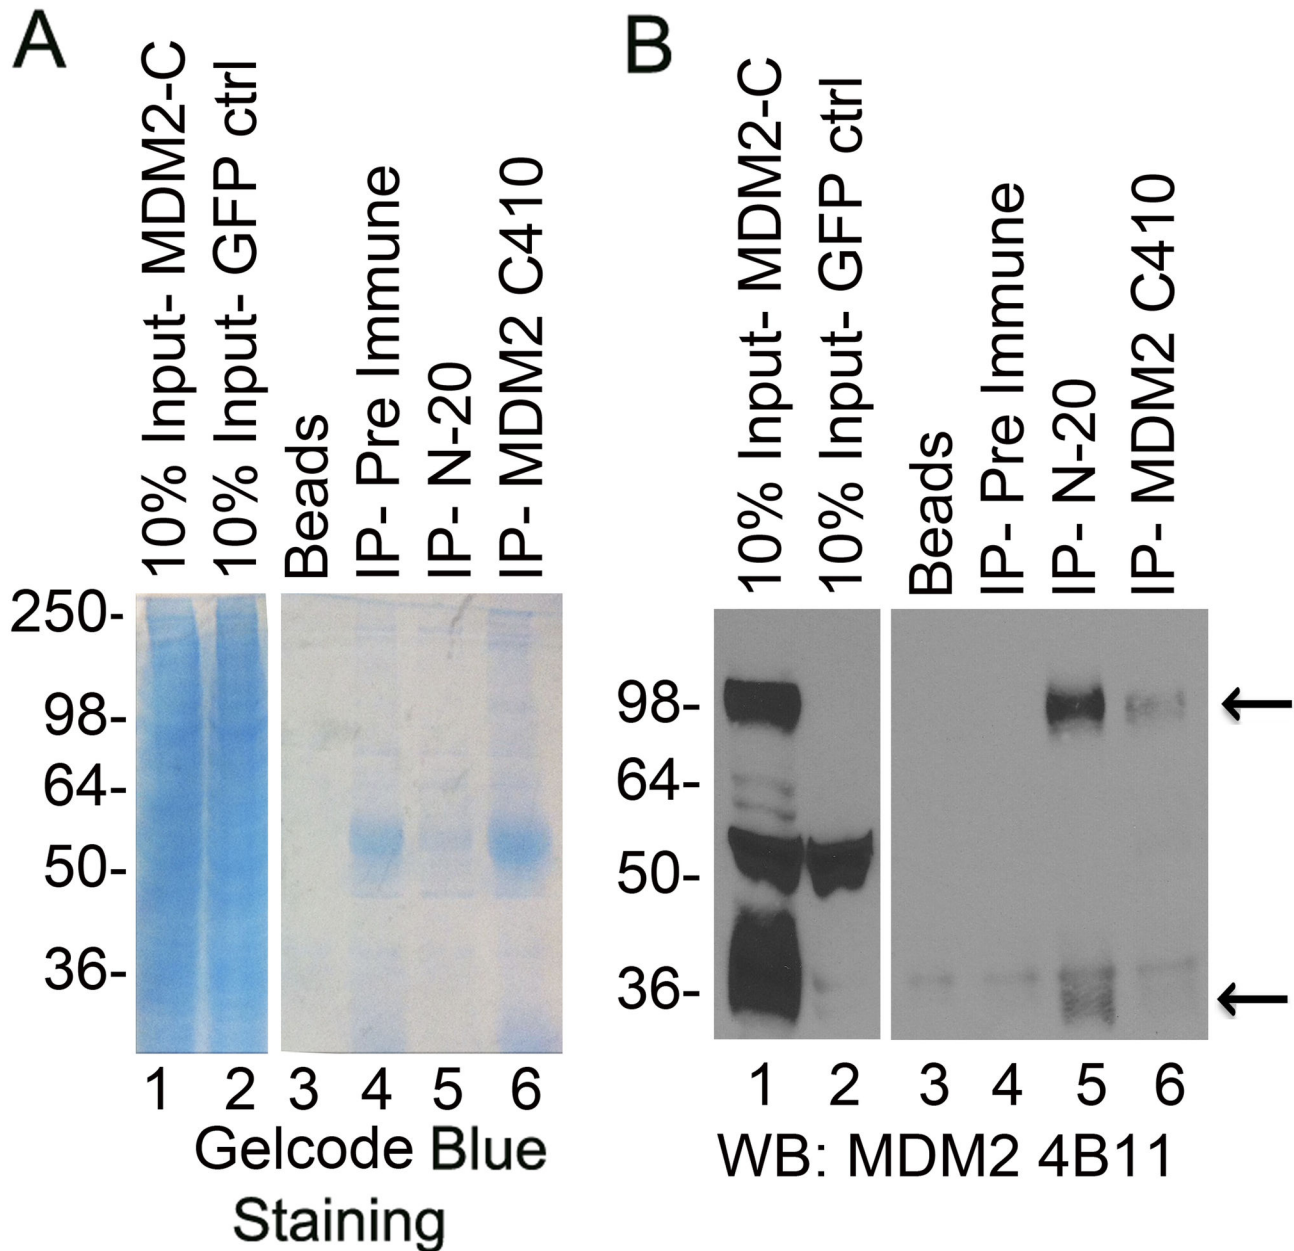 A
10% Input- MDM2-C
10% Input- GFP ctrl
Beads
IP- Pre Immune
IP- N-20
IP- MDM2 C410
250-
98-
64-
50-
36-
1 2 3 4 5 6
Gelcode Blue
Staining
B
10% Input- MDM2-C
10% Input- GFP ctrl
Beads
IP- Pre Immune
IP- N-20
IP- MDM2 C410
98-
64-
50-
36-
1 2 3 4 5 6
WB: MDM2 4B11